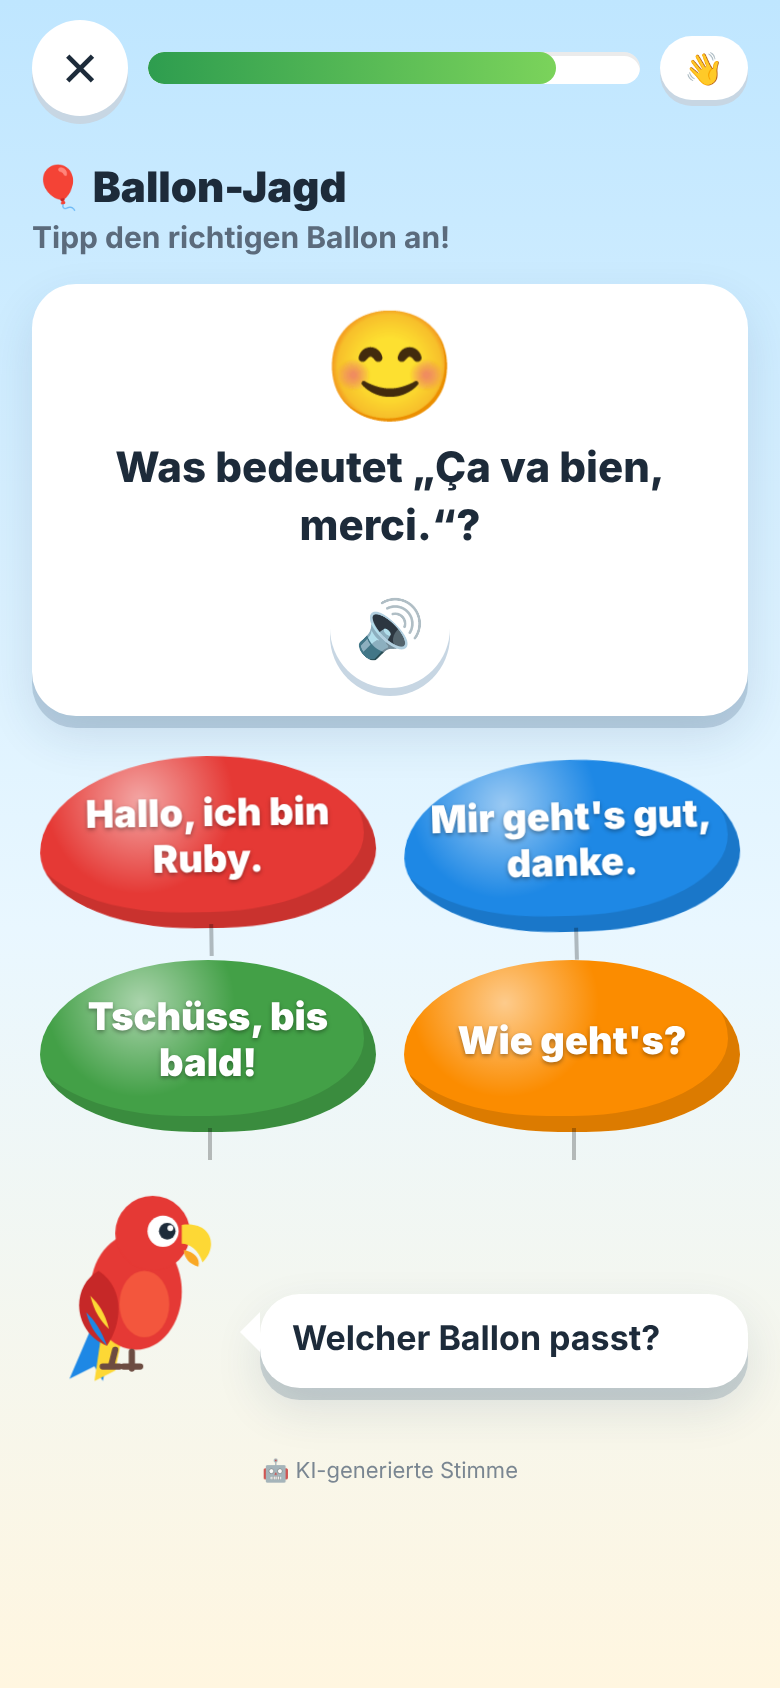 Ballon-Jagd
Tipp den richtigen Ballon an!
Was bedeutet „Ça va bien,
merci.“?
Hallo, ich bin
Ruby.
Mir geht's gut,
danke.
Tschüss, bis
bald!
Wie geht's?
Welcher Ballon passt?
KI-generierte Stimme